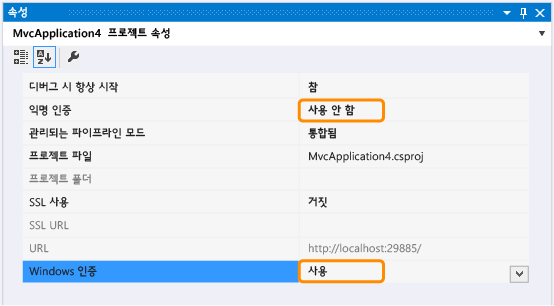 속성
MvcApplication4 프로젝트 속성
디버그 시 항상 시작 참
익명 인증 사용 안 함
관리되는 파이프라인 모드 통합됨
프로젝트 파일 MvcApplication4.csproj
프로젝트 폴더
SSL 사용 거짓
SSL URL
URL http://localhost:29885/
Windows 인증 사용